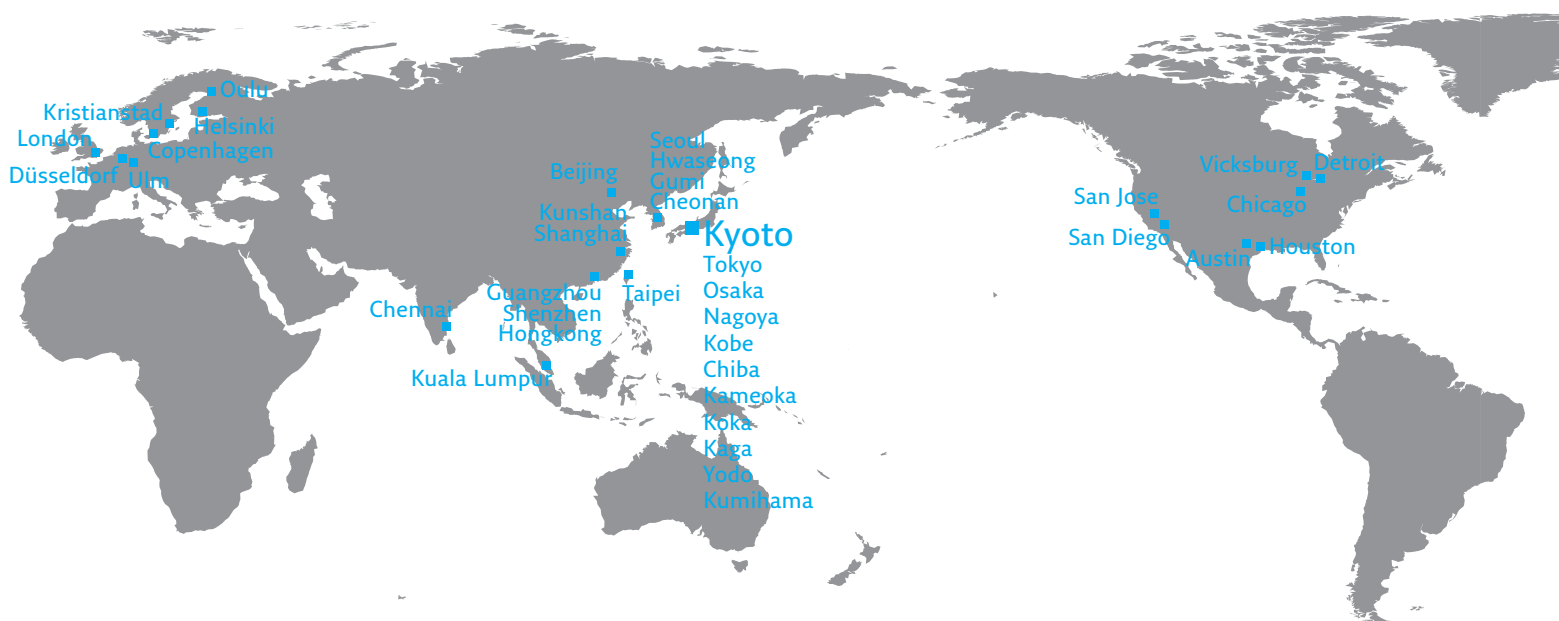 Oulu
Kristianstad
Helsinki
London
Copenhagen
Düsseldorf
Ulm
Seoul
Hwaseong
Gumi
Cheonan
Beijing
Kunshan
Shanghai
Kyoto
Tokyo
Osaka
Nagoya
Kobe
Chiba
Kameoka
Koka
Kaga
Yodo
Kumihama
Guangzhou
Shenzhen
Hongkong
Taipei
Chennai
Kuala Lumpur
Vicksburg
Detroit
San Jose
Chicago
San Diego
Austin
Houston